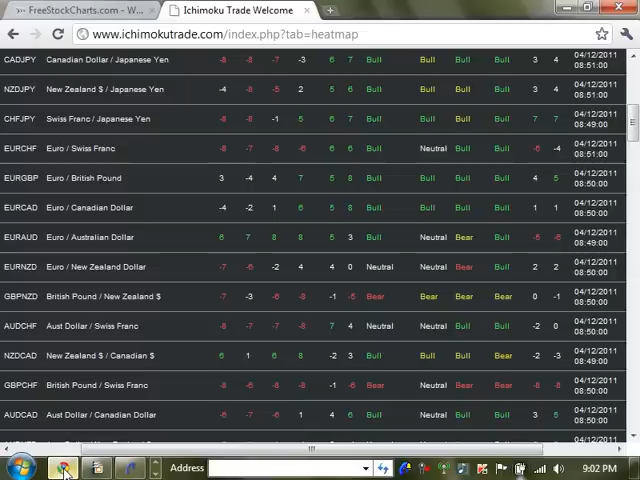 FreeStockCharts.com - W...
Ichimoku Trade Welcome
www.ichimokutrade.com/index.php?tab=heatmap
CADJPY Canadian Dollar / Japanese Yen -8 -8 -7 -3 6 7 Bull Bull Bull Bull 3 4 04/12/2011 08:51:00
NZDJPY New Zealand $ / Japanese Yen -4 -8 -5 2 5 6 Bull Bull Bull Bull 3 4 04/12/2011 08:51:00
CHFJPY Swiss Franc / Japanese Yen -8 -8 -1 5 6 7 Bull Bull Bull Bull 7 7 04/12/2011 08:49:00
EURCHF Euro / Swiss Franc -8 -7 -8 -6 6 6 Bull Neutral Bull Bull -6 -4 04/12/2011 08:51:00
EURGBP Euro / British Pound 3 -4 4 7 5 8 Bull Bull Bull Bull 4 5 04/12/2011 08:50:00
EURCAD Euro / Canadian Dollar -4 -2 1 6 5 8 Bull Bull Bull Bull 1 1 04/12/2011 08:50:00
EURAUD Euro / Australian Dollar 6 7 8 8 5 3 Bull Neutral Bear Bull -5 -6 04/12/2011 08:49:00
EURNZD Euro / New Zealand Dollar -7 -6 -2 4 4 0 Neutral Neutral Bear Bull 2 2 04/12/2011 08:50:00
GBPNZD British Pound / New Zealand $ -7 -3 -6 -8 -1 -5 Bear Bear Bear Bear 0 -1 04/12/2011 08:50:00
AUDCHF Aust Dollar / Swiss Franc -8 -7 -7 -8 7 4 Neutral Neutral Bull Bull -2 0 04/12/2011 08:50:00
NZDCAD New Zealand $ / Canadian $ 6 1 6 8 -2 3 Bull Bull Bull Bear -2 -3 04/12/2011 08:49:00
GBPCHF British Pound / Swiss Franc -8 -6 -8 -8 -1 -6 Bear Neutral Bear Bear -8 -8 04/12/2011 08:50:00
AUDCAD Aust Dollar / Canadian Dollar -6 -7 -6 1 4 6 Bull Neutral Bull Bull 3 5 04/12/2011 08:50:00
04/12/2011
Address
9:02 PM